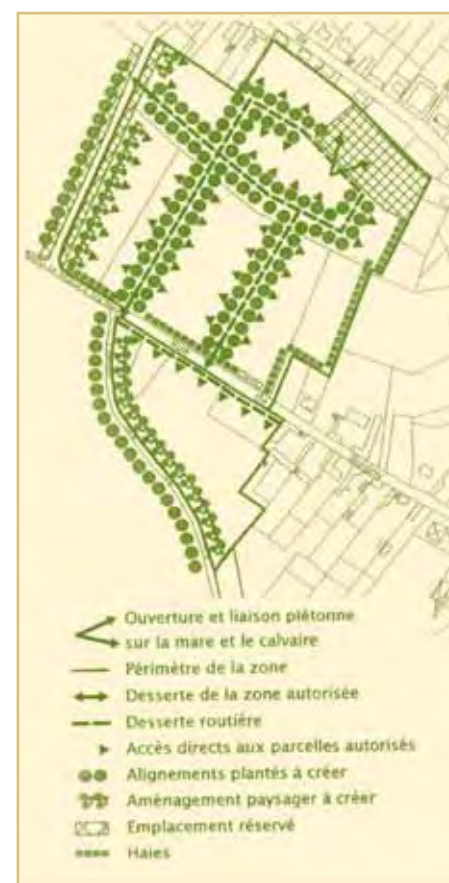 Ouverture et liaison piétonne
sur la mare et le calvaire
Périmètre de la zone
Desserte de la zone autorisée
Desserte routière
Accès directs aux parcelles autorisés
Alignements plantés à créer
Aménagement paysager à créer
Emplacement réservé
Haies